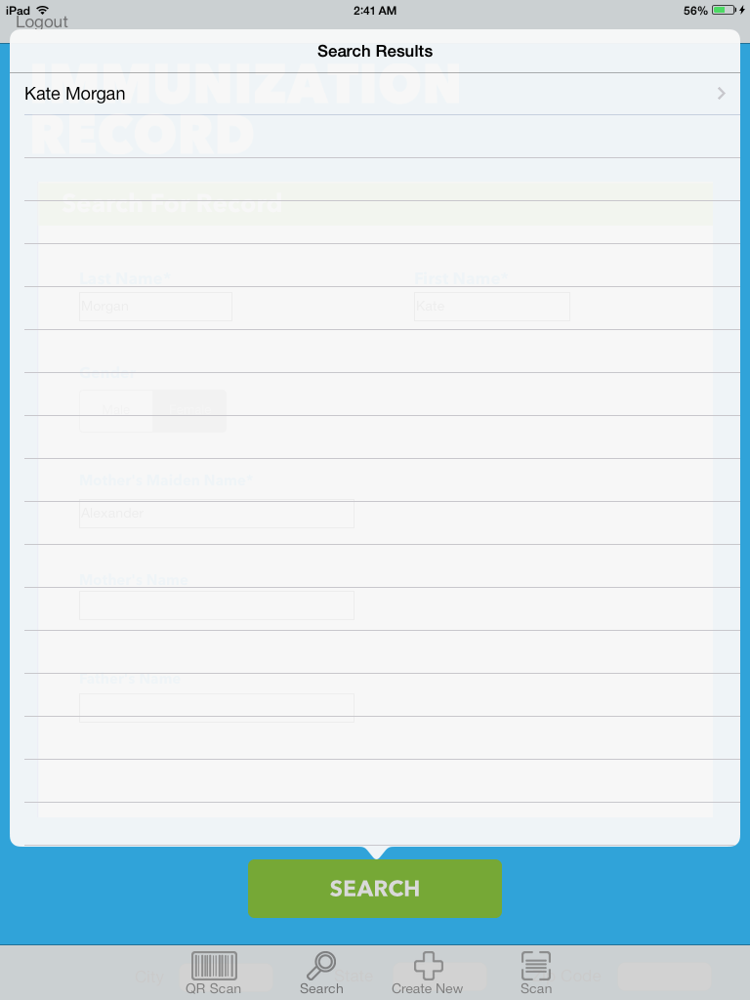 iPad 2:41 AM 56%
Logout
Search Results
IMMUNIZATION
Kate Morgan
RECORD
Search For Record
Last Name* First Name*
Morgan Kate
Gender
Male
Mother's Maiden Name*
Alexander
Mother's Name
Father's Name
SEARCH
City State Code
QR Scan Search Create New Scan